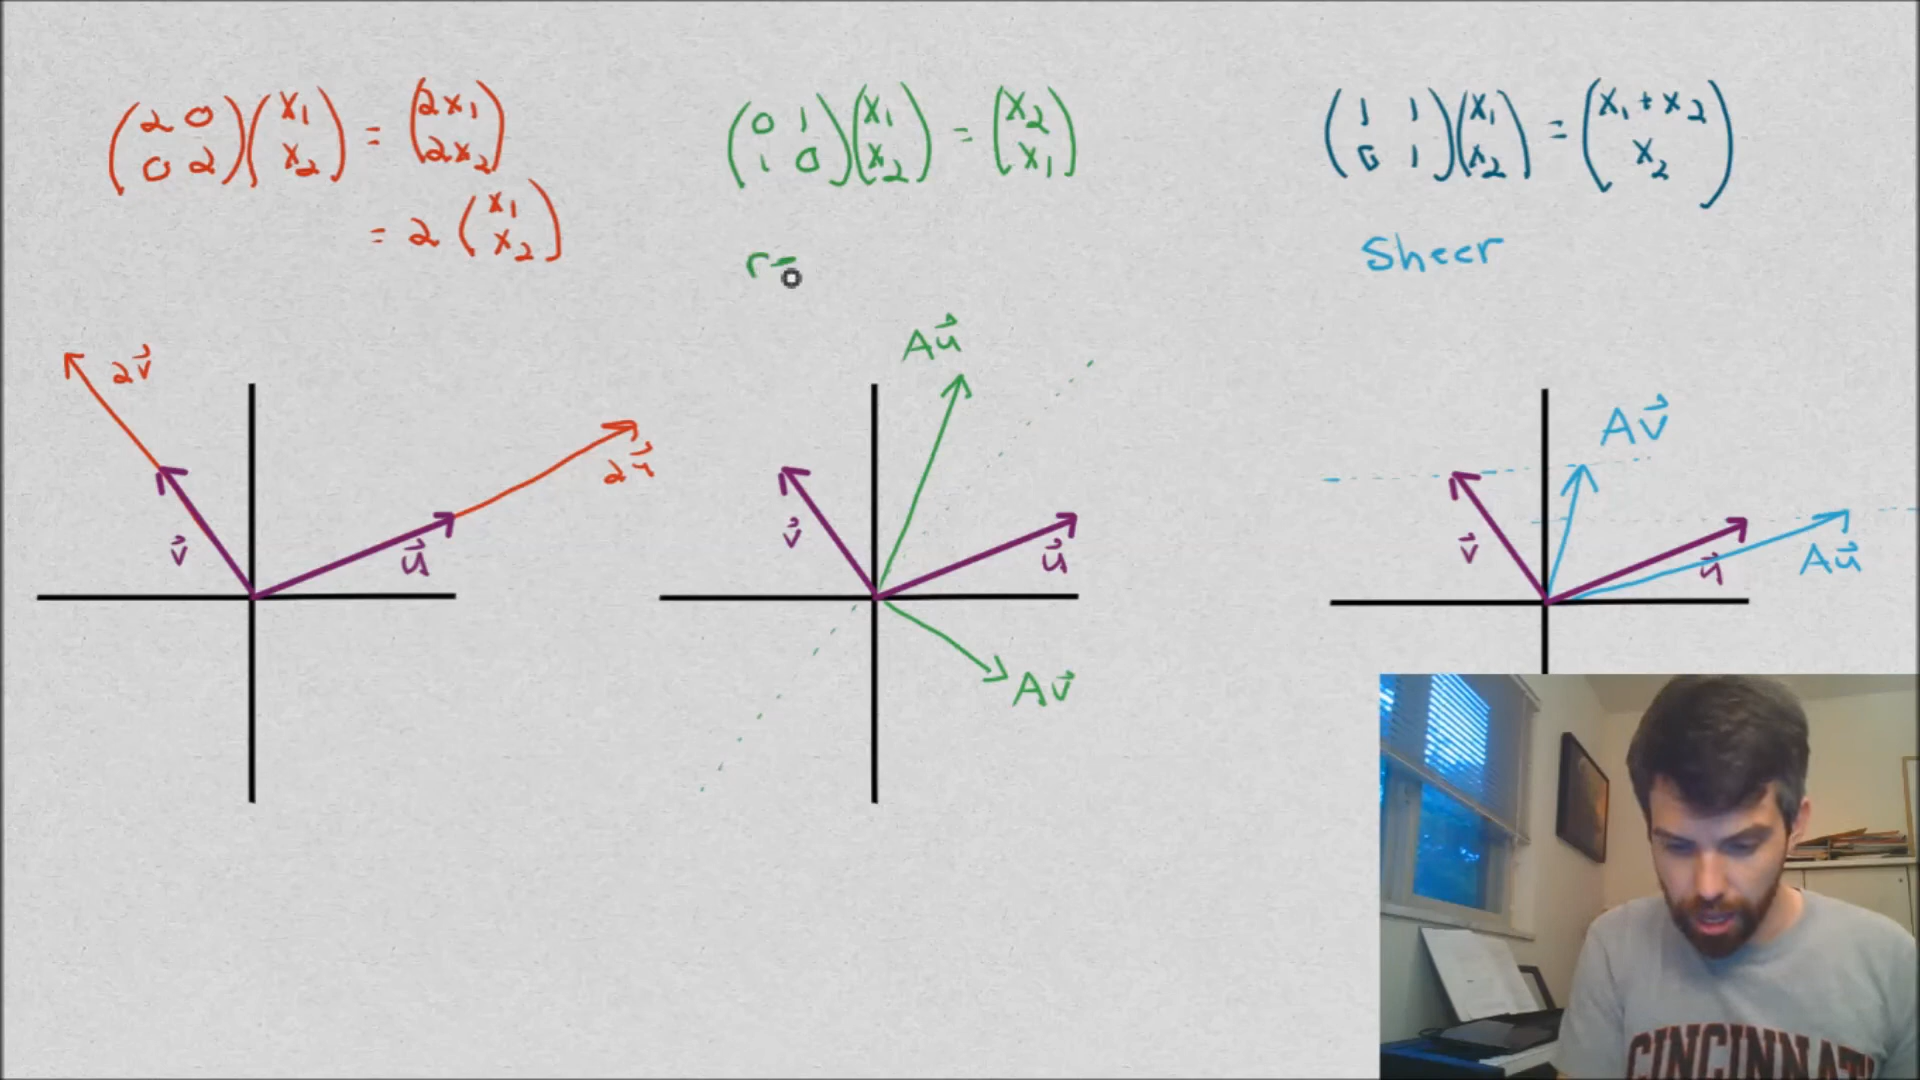 (2 0
0 2)(x₁
x₂) = (2x₁
2x₂)
= 2(x₁
x₂)
2v⃗
2u⃗
v⃗
u⃗
(0 1
1 0)(x₁
x₂) = (x₂
x₁)
re
Au⃗
v⃗
u⃗
Av⃗
(1 1
0 1)(x₁
x₂) = (x₁ + x₂
x₂)
Sheer
Av⃗
v⃗
u⃗
Au⃗
CINCINNATI